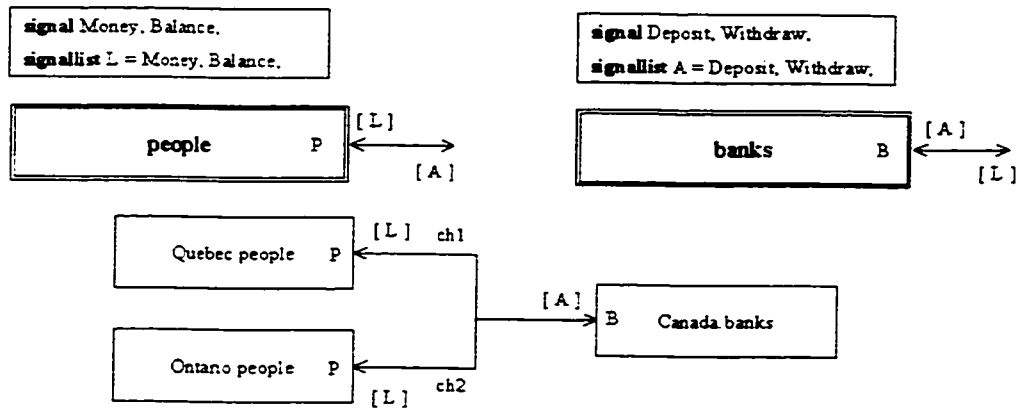 signal Money, Balance,
signallist L = Money, Balance,
signal Deposit, Withdraw,
signallist A = Deposit, Withdraw,
people P
[ L ]
[ A ]
banks B
[ A ]
[ L ]
Quebec people P
[ L ] ch1
[ A ]
B Canada banks
Ontario people P
[ L ]
ch2